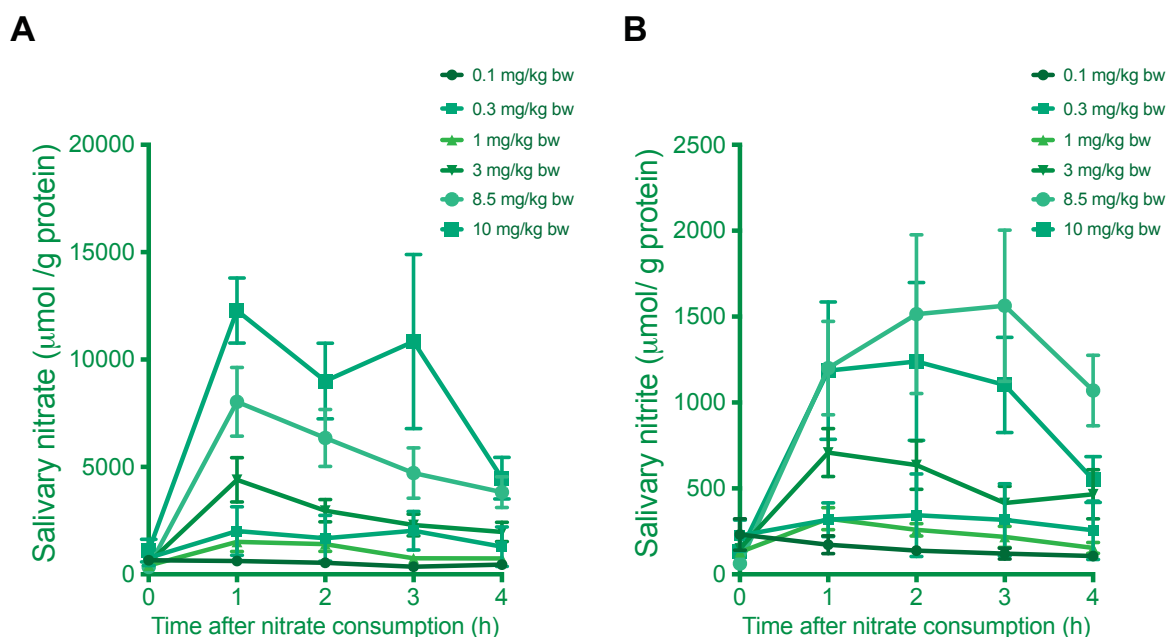 A
0.1 mg/kg bw
0.3 mg/kg bw
1 mg/kg bw
3 mg/kg bw
8.5 mg/kg bw
10 mg/kg bw
Salivary nitrate (μmol /g protein)
20000
15000
10000
5000
0
0 1 2 3 4
Time after nitrate consumption (h)
B
0.1 mg/kg bw
0.3 mg/kg bw
1 mg/kg bw
3 mg/kg bw
8.5 mg/kg bw
10 mg/kg bw
Salivary nitrite (μmol/ g protein)
2500
2000
1500
1000
500
0
0 1 2 3 4
Time after nitrate consumption (h)